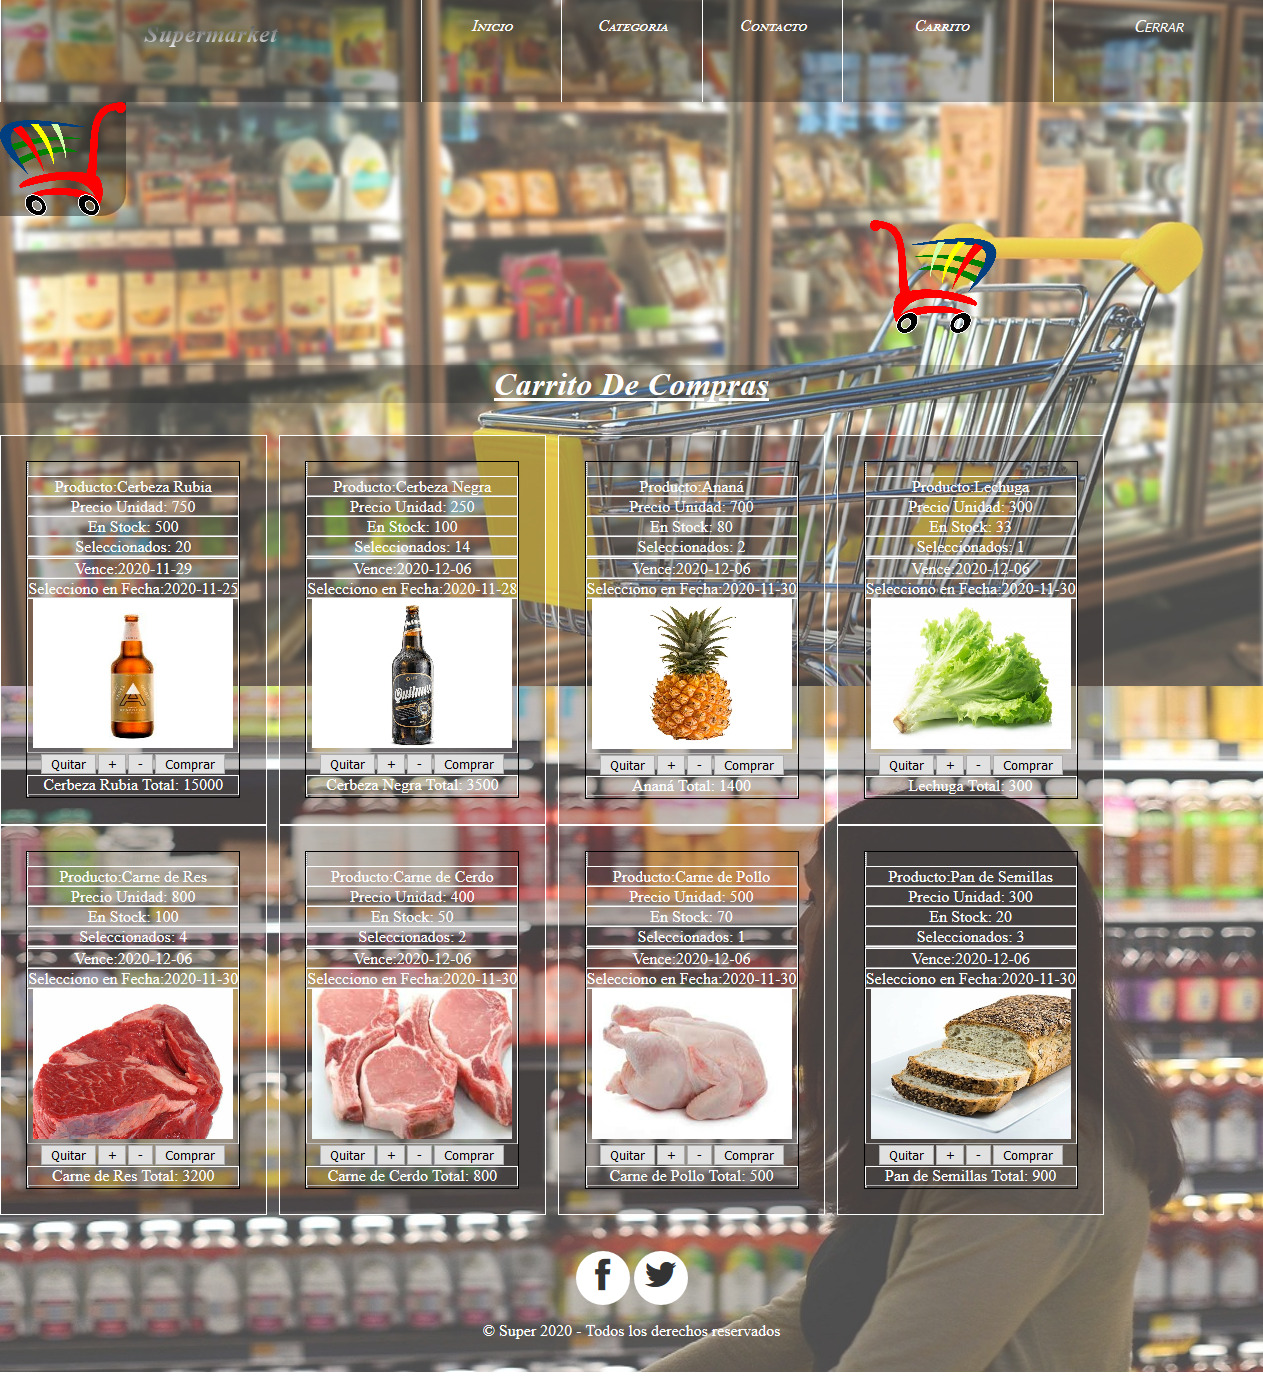 Supermarket
Inicio
Categoria
Contacto
Carrito
Cerrar
Carrito De Compras
Producto:Cerbeza Rubia
Precio Unidad: 750
En Stock: 500
Seleccionados: 20
Vence:2020-11-29
Selecciono en Fecha:2020-11-25
Quitar + - Comprar
Cerbeza Rubia Total: 15000
Producto:Cerbeza Negra
Precio Unidad: 250
En Stock: 100
Seleccionados: 14
Vence:2020-12-06
Selecciono en Fecha:2020-11-28
Quilmes
Quitar + - Comprar
Cerbeza Negra Total: 3500
Producto:Ananá
Precio Unidad: 700
En Stock: 80
Seleccionados: 2
Vence:2020-12-06
Selecciono en Fecha:2020-11-30
Quitar + - Comprar
Ananá Total: 1400
Producto:Lechuga
Precio Unidad: 300
En Stock: 33
Seleccionados: 1
Vence:2020-12-06
Selecciono en Fecha:2020-11-30
Quitar + - Comprar
Lechuga Total: 300
Producto:Carne de Res
Precio Unidad: 800
En Stock: 100
Seleccionados: 4
Vence:2020-12-06
Selecciono en Fecha:2020-11-30
Quitar + - Comprar
Carne de Res Total: 3200
Producto:Carne de Cerdo
Precio Unidad: 400
En Stock: 50
Seleccionados: 2
Vence:2020-12-06
Selecciono en Fecha:2020-11-30
Quitar + - Comprar
Carne de Cerdo Total: 800
Producto:Carne de Pollo
Precio Unidad: 500
En Stock: 70
Seleccionados: 1
Vence:2020-12-06
Selecciono en Fecha:2020-11-30
Quitar + - Comprar
Carne de Pollo Total: 500
Producto:Pan de Semillas
Precio Unidad: 300
En Stock: 20
Seleccionados: 3
Vence:2020-12-06
Selecciono en Fecha:2020-11-30
Quitar + - Comprar
Pan de Semillas Total: 900
© Super 2020 - Todos los derechos reservados